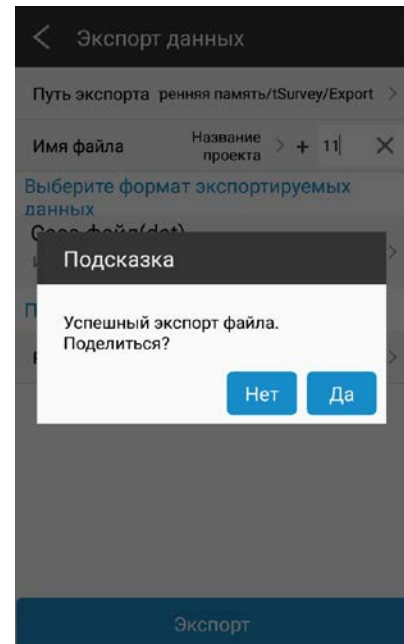 Экспорт данных
Путь экспорта ренняя память/tSurvey/Export
Имя файла Название проекта + 11
Выберите формат экспортируемых
данных
Подсказка
Успешный экспорт файла.
Поделиться?
Нет Да
Экспорт